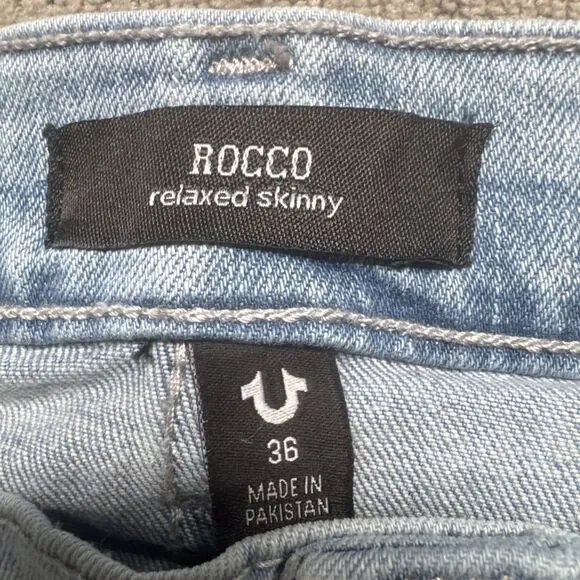 ROCCO
relaxed skinny
36
MADE IN
PAKISTAN